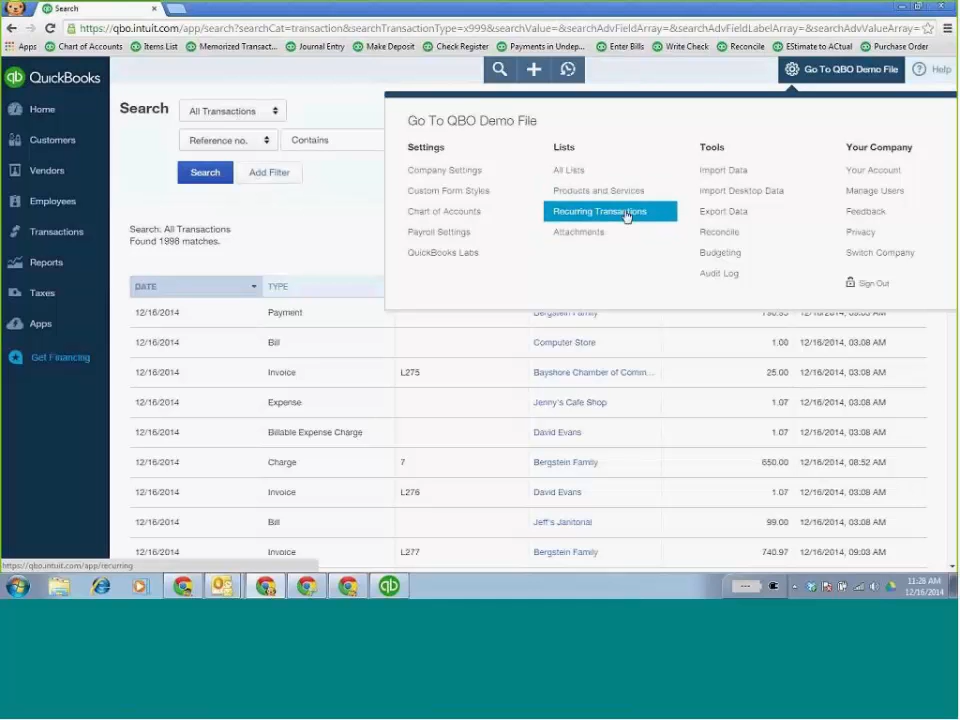 Search
https://qbo.intuit.com/app/search?searchCat=transaction&searchTransactionType=x999&searchValue=&searchAdvFieldArray=&searchAdvFieldLabelArray=&searchAdvValueArray=
Apps Chart of Accounts Items List Memorized Transact... Journal Entry Make Deposit Check Register Payments in Undep... Enter Bills Write Check Reconcile EStimate to ACtual Purchase Order
qb QuickBooks
Go To QBO Demo File
? Help
Home
Customers
Vendors
Employees
Transactions
Reports
Taxes
Apps
Get Financing
Search All Transactions
Reference no. Contains
Search Add Filter
Search: All Transactions
Found 1998 matches.
Go To QBO Demo File
Settings
Company Settings
Custom Form Styles
Chart of Accounts
Payroll Settings
QuickBooks Labs
Lists
All Lists
Products and Services
Recurring Transactions
Attachments
Tools
Import Data
Import Desktop Data
Export Data
Reconcile
Budgeting
Audit Log
Your Company
Your Account
Manage Users
Feedback
Privacy
Switch Company
Sign Out
DATE TYPE
12/16/2014 Payment Bergstein Family 12/16/2014, 09:03 AM
12/16/2014 Bill Computer Store 1.00 12/16/2014, 03:08 AM
12/16/2014 Invoice L275 Bayshore Chamber of Comm... 25.00 12/16/2014, 03:08 AM
12/16/2014 Expense Jenny's Cafe Shop 1.07 12/16/2014, 03:08 AM
12/16/2014 Billable Expense Charge David Evans 1.07 12/16/2014, 03:08 AM
12/16/2014 Charge 7 Bergstein Family 650.00 12/16/2014, 08:52 AM
12/16/2014 Invoice L276 David Evans 1.07 12/16/2014, 03:08 AM
12/16/2014 Bill Jeff's Janitorial 99.00 12/16/2014, 03:08 AM
12/16/2014 Invoice L277 Bergstein Family 740.97 12/16/2014, 09:03 AM
https://qbo.intuit.com/app/recurring
qb
11:28 AM
12/16/2014